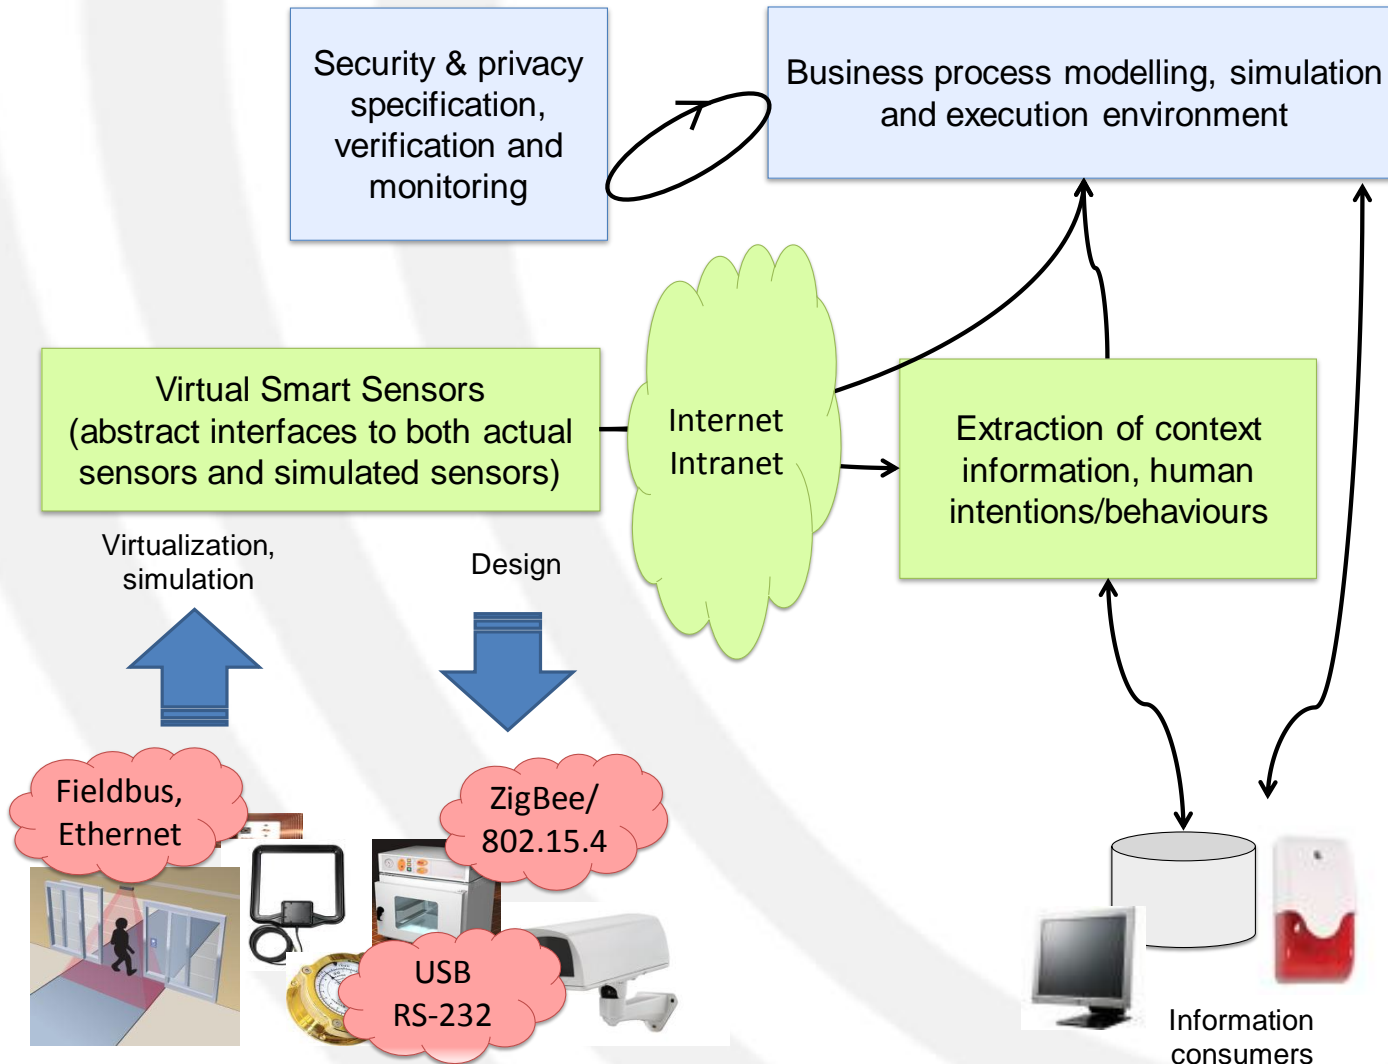 Security & privacy
specification,
verification and
monitoring
Business process modelling, simulation
and execution environment
Virtual Smart Sensors
(abstract interfaces to both actual
sensors and simulated sensors)
Internet
Intranet
Extraction of context
information, human
intentions/behaviours
Virtualization,
simulation
Design
Fieldbus,
Ethernet
ZigBee/
802.15.4
USB
RS-232
Information
consumers